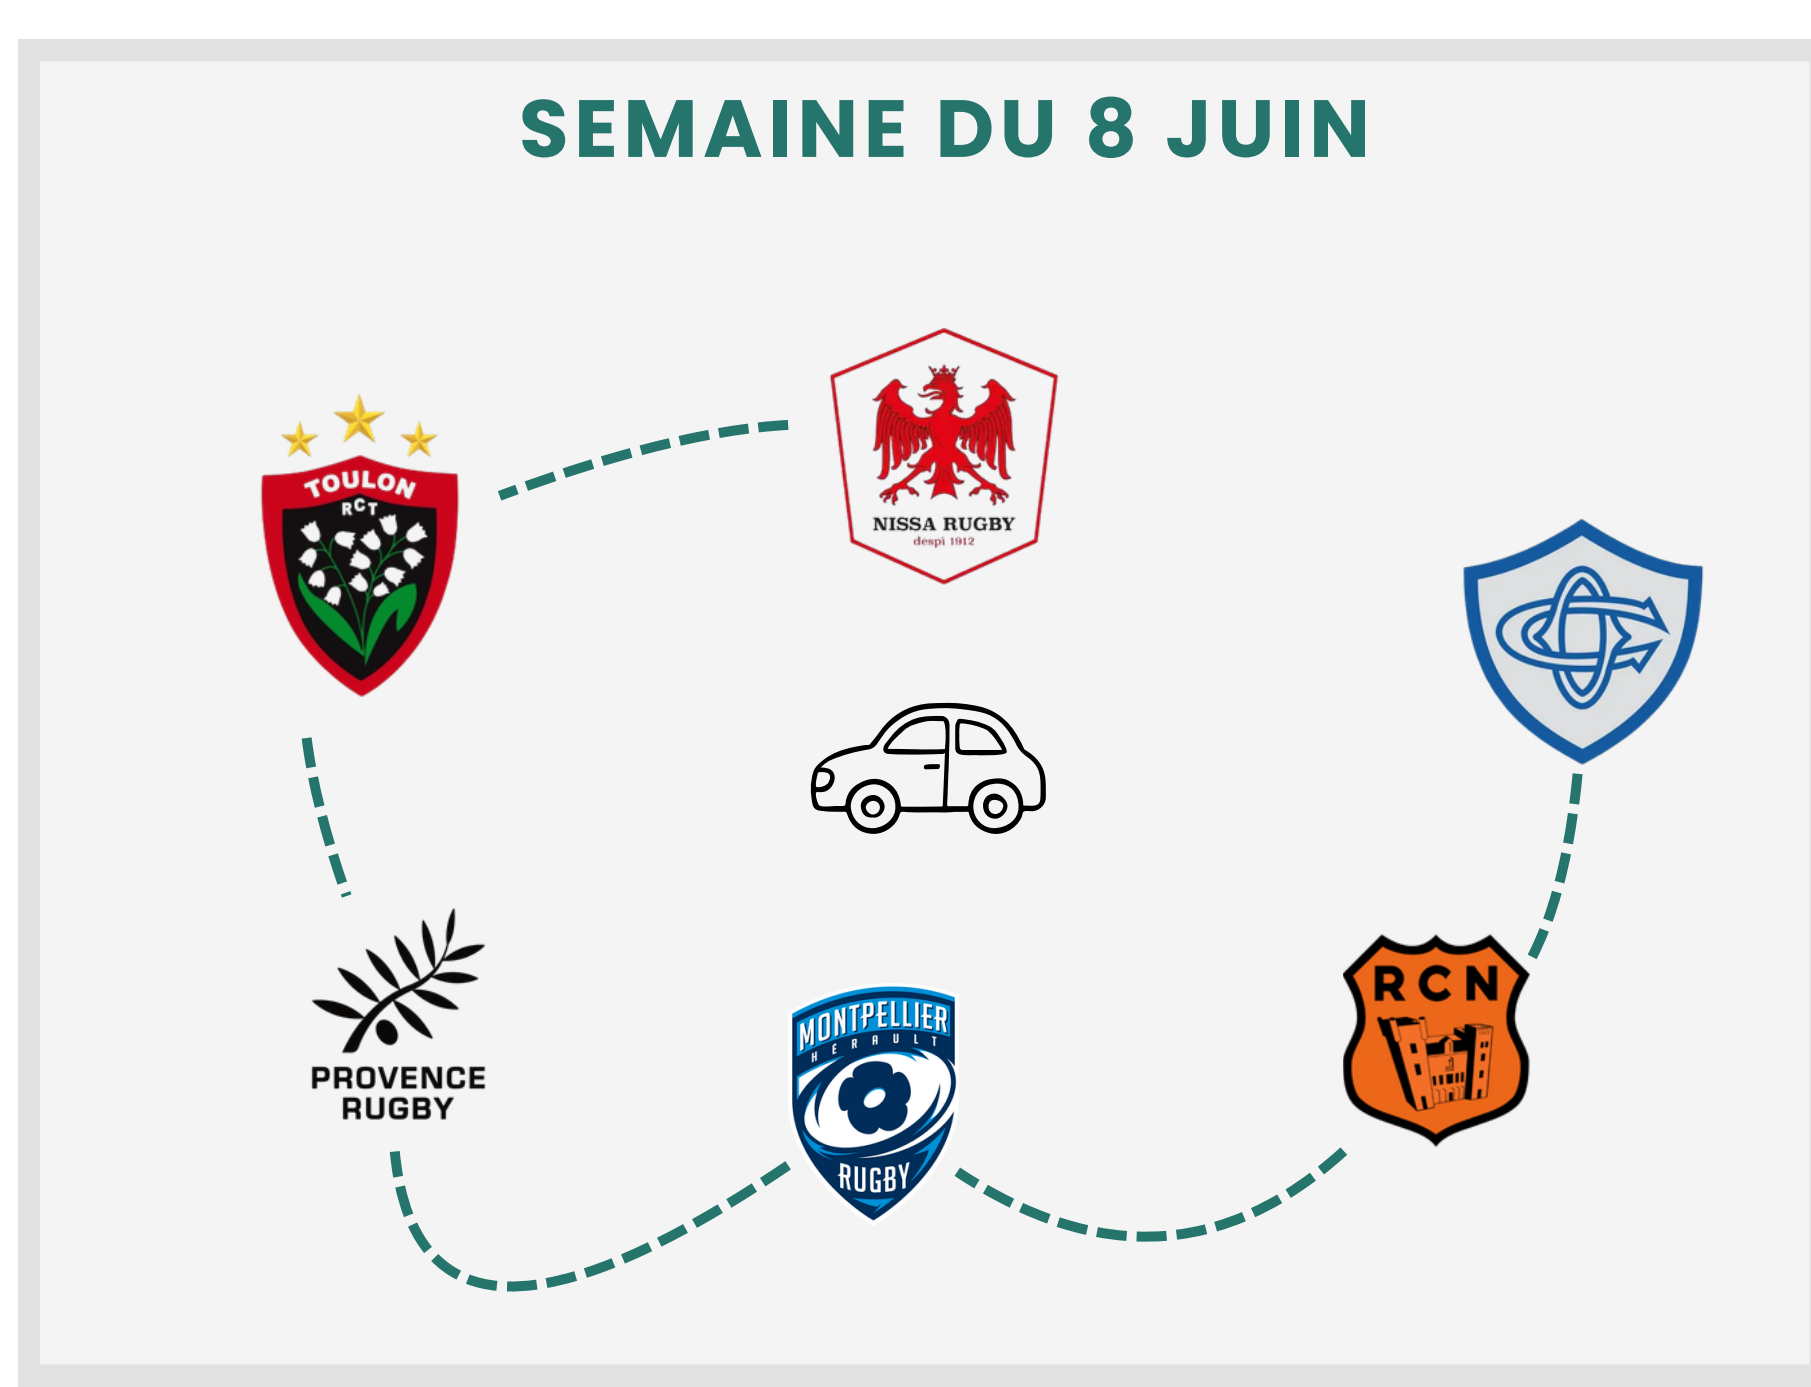 SEMAINE DU 8 JUIN
TOULON
RCT
NISSA RUGBY
despi 1912
PROVENCE
RUGBY
MONTPELLIER
HÉRAULT
RUGBY
RCN